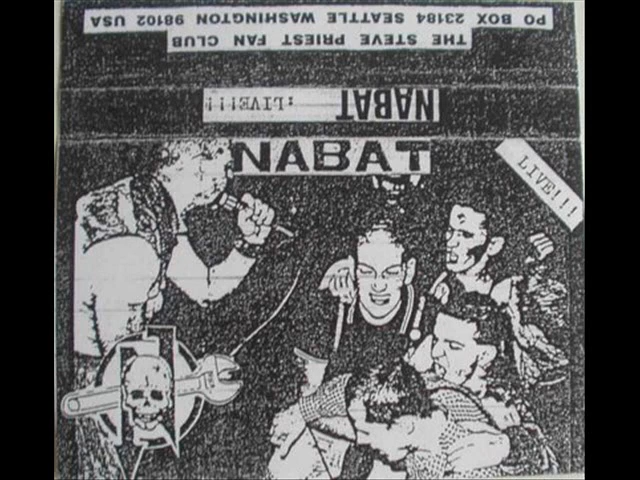 PO BOX 23184 SEATTLE WASHINGTON 98102 USA
THE STEVE PRIEST FAN CLUB
NABAT :LIVE!!!
NABAT
LIVE!!!